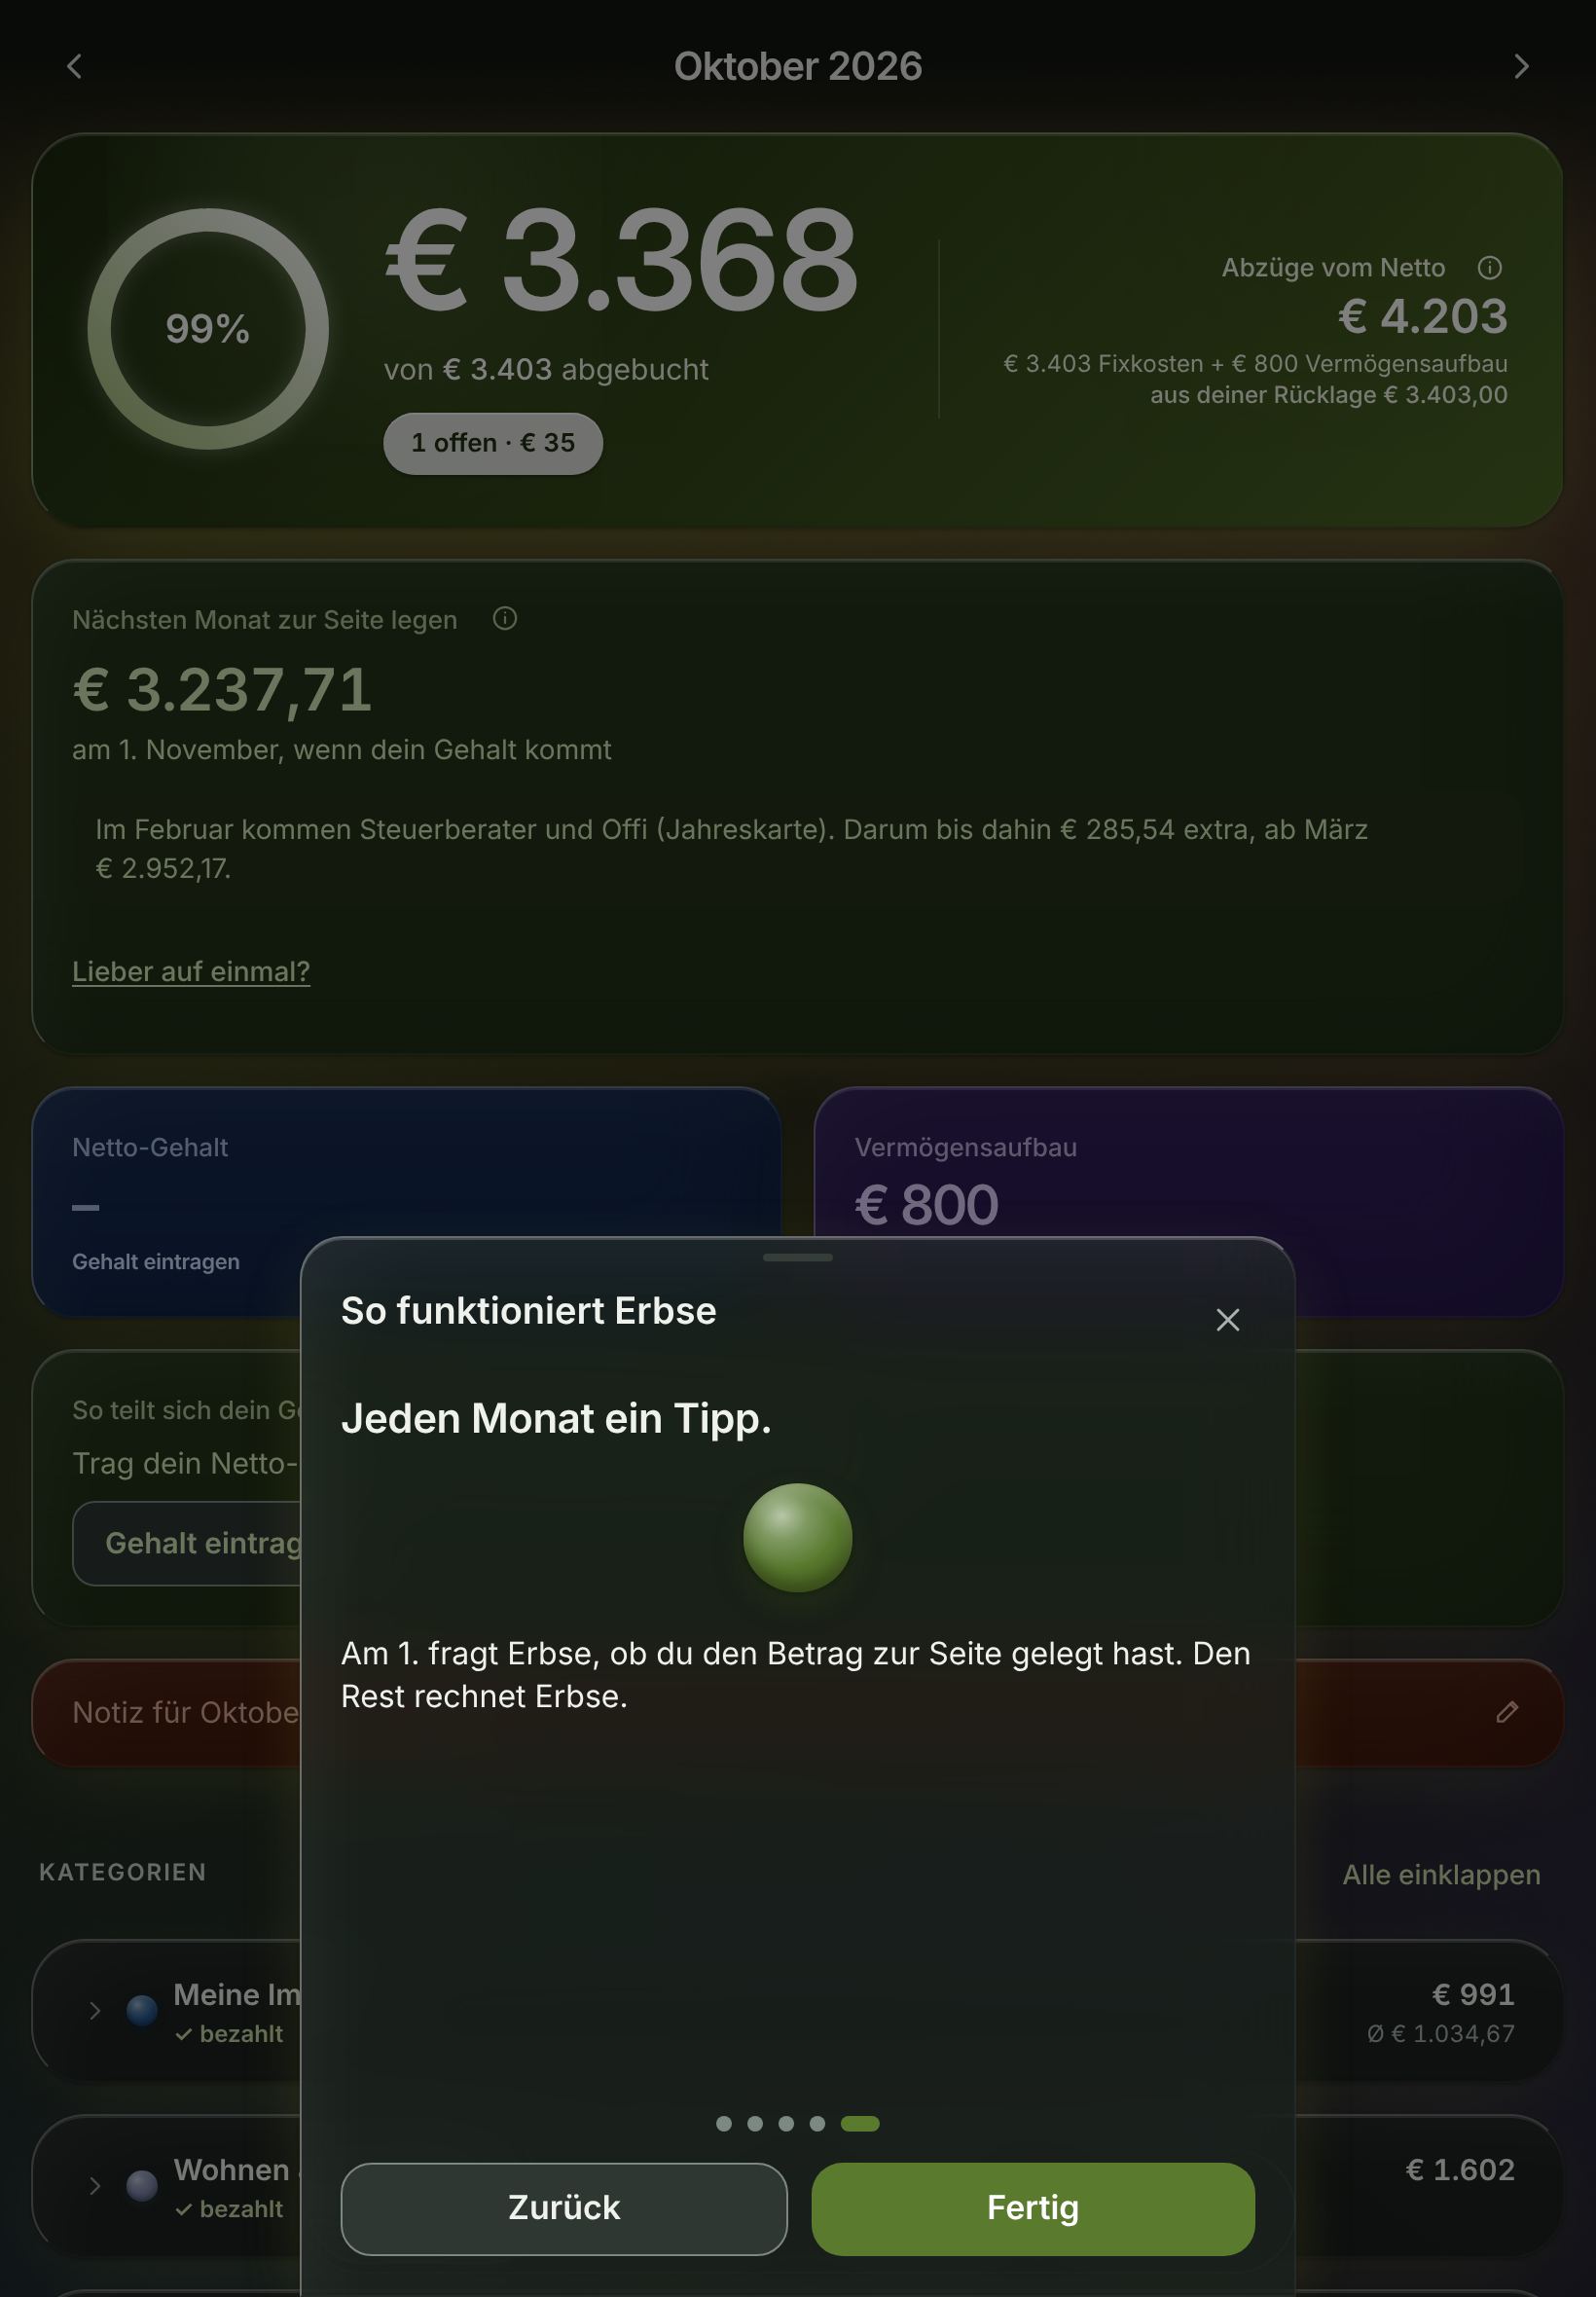 Oktober 2026
99%
€ 3.368
von € 3.403 abgebucht
1 offen · € 35
Abzüge vom Netto
€ 4.203
€ 3.403 Fixkosten + € 800 Vermögensaufbau
aus deiner Rücklage € 3.403,00
Nächsten Monat zur Seite legen
€ 3.237,71
am 1. November, wenn dein Gehalt kommt
Im Februar kommen Steuerberater und Offi (Jahreskarte). Darum bis dahin € 285,54 extra, ab März
€ 2.952,17.
Lieber auf einmal?
Netto-Gehalt
–
Gehalt eintragen
Vermögensaufbau
€ 800
So funktioniert Erbse
Jeden Monat ein Tipp.
Am 1. fragt Erbse, ob du den Betrag zur Seite gelegt hast. Den
Rest rechnet Erbse.
Zurück
Fertig
So teilt sich dein
Trag dein Netto-
Gehalt eintrag
Notiz für Oktobe
KATEGORIEN
Alle einklappen
Meine Im
✓ bezahlt
€ 991
Ø € 1.034,67
Wohnen
✓ bezahlt
€ 1.602